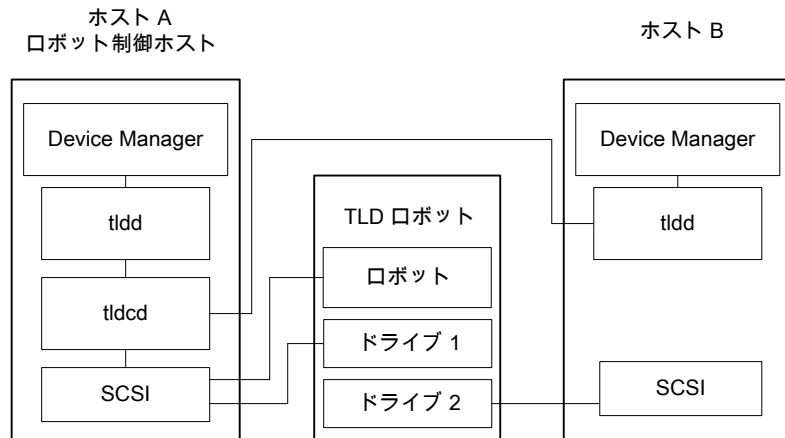 ホスト A
ロボット制御ホスト
Device Manager
tldd
tldcd
SCSI
TLD ロボット
ロボット
ドライブ 1
ドライブ 2
ホスト B
Device Manager
tldd
SCSI